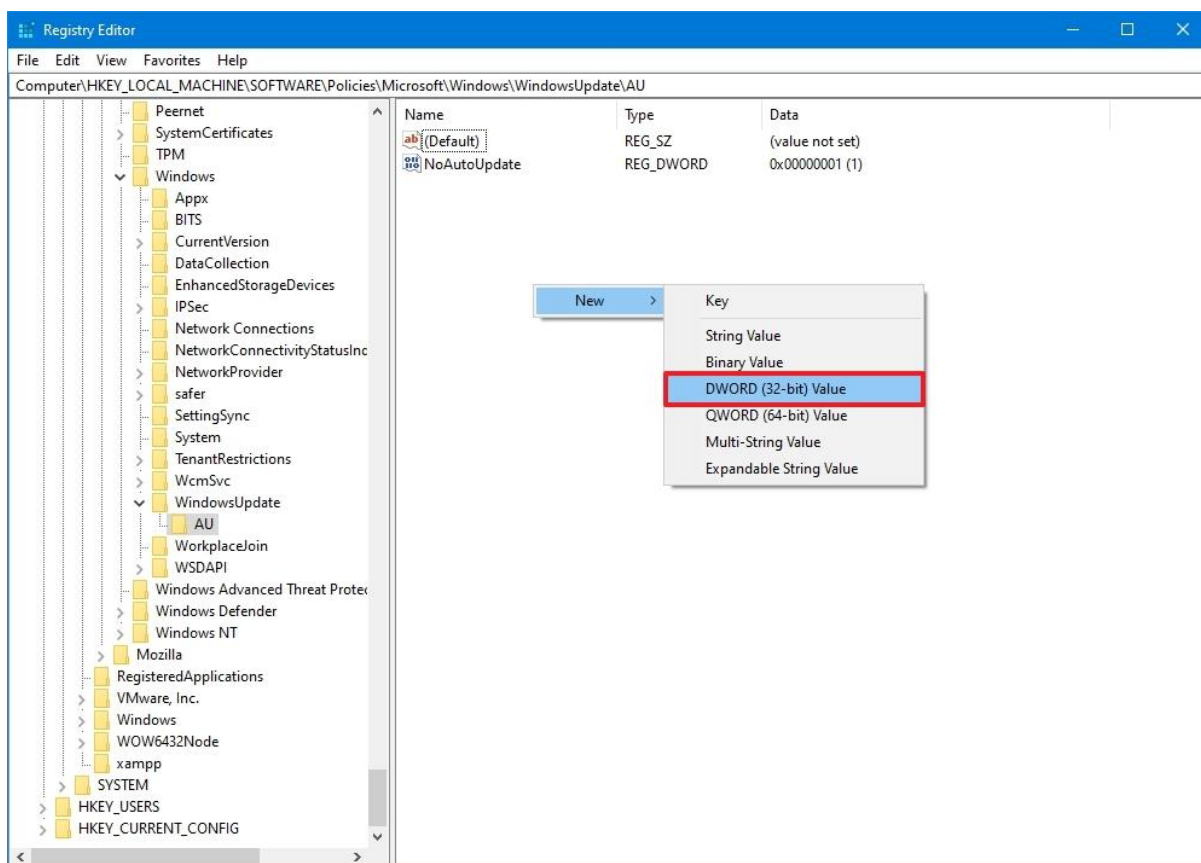 Registry Editor
File Edit View Favorites Help
Computer\HKEY_LOCAL_MACHINE\SOFTWARE\Policies\Microsoft\Windows\WindowsUpdate\AU
Peernet
SystemCertificates
TPM
Windows
Appx
BITS
CurrentVersion
DataCollection
EnhancedStorageDevices
IPSec
Network Connections
NetworkConnectivityStatusInc
NetworkProvider
safer
SettingSync
System
TenantRestrictions
WcmSvc
WindowsUpdate
AU
WorkplaceJoin
WSDAPI
Windows Advanced Threat Protec
Windows Defender
Windows NT
Mozilla
RegisteredApplications
VMware, Inc.
Windows
WOW6432Node
xampp
SYSTEM
HKEY_USERS
HKEY_CURRENT_CONFIG
Name Type Data
(Default) REG_SZ (value not set)
NoAutoUpdate REG_DWORD 0x00000001 (1)
New
Key
String Value
Binary Value
DWORD (32-bit) Value
QWORD (64-bit) Value
Multi-String Value
Expandable String Value